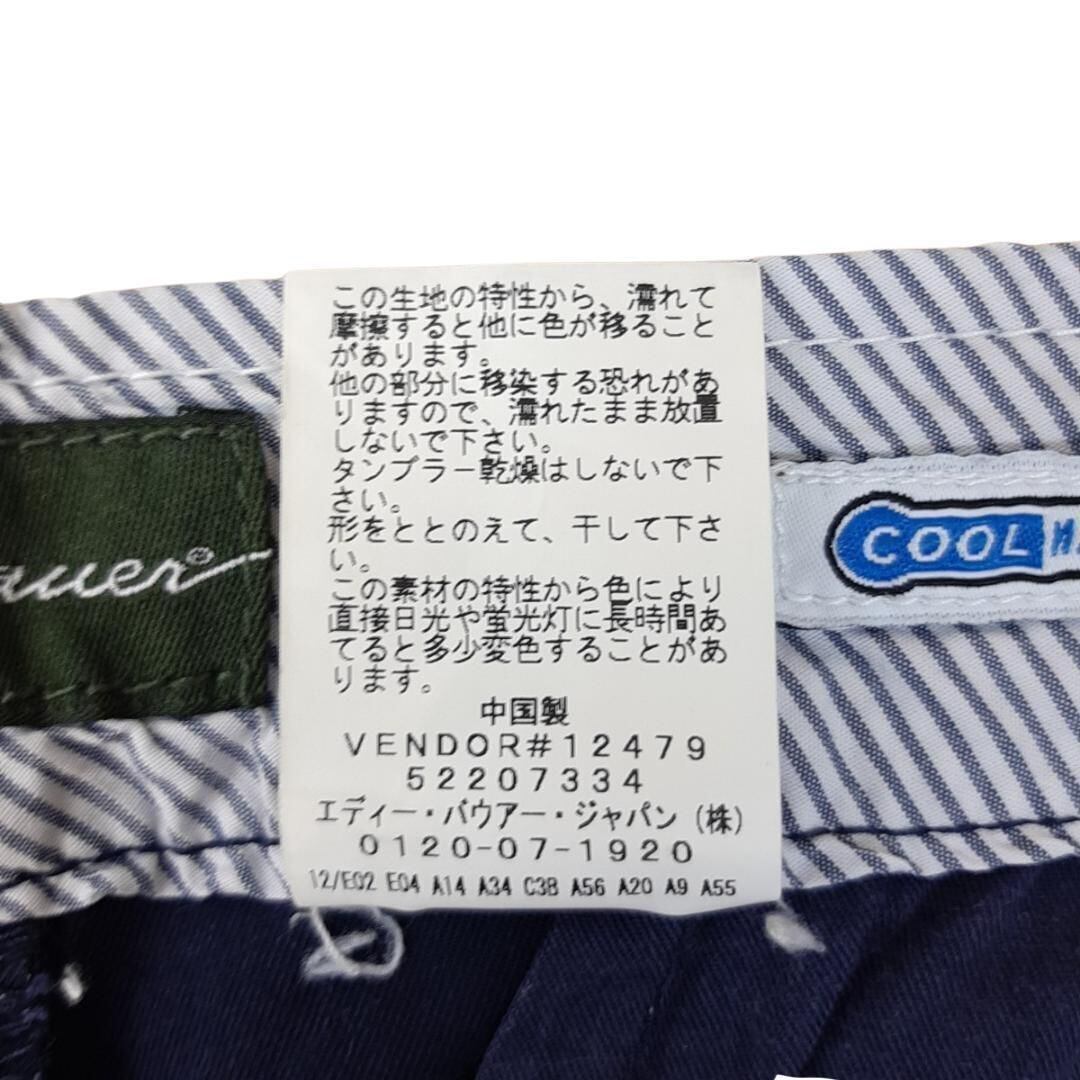 この生地の特性から、濡れて
摩擦すると他に色が移ること
があります。
他の部分に移染する恐れがあ
りますので、濡れたまま放置
しないで下さい。
タンブラー乾燥はしないで下
さい。
形をととのえて、干して下さ
い。
この素材の特性から色により
直接日光や蛍光灯に長時間あ
てると多少変色することがあ
ります。
中国製
VENDOR#12479
52207334
エディー・バウアー・ジャパン(株)
0120-07-1920
12/E02 E04 A14 A34 C3B A56 A20 A9 A55
auer®
COOL